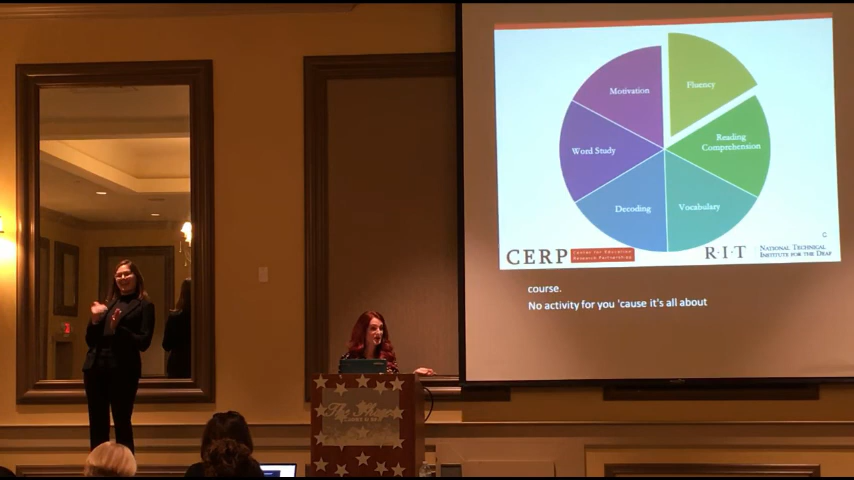 Fluency
Motivation
Reading
Comprehension
Word Study
Decoding
Vocabulary
C
CERP Center for Education
Research Partnerships
R·I·T NATIONAL TECHNICAL
INSTITUTE FOR THE DEAF
course.
No activity for you 'cause it's all about